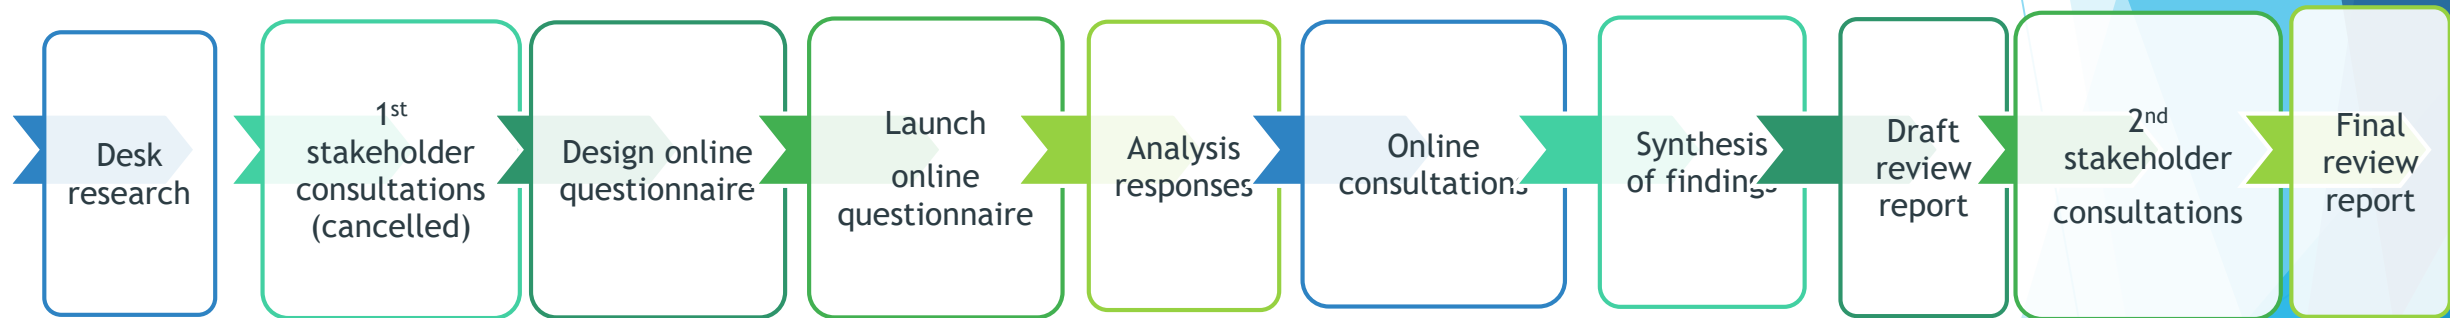 Desk
research
1st
stakeholder
consultations
(cancelled)
Design online
questionnaire
Launch
online
questionnaire
Analysis
responses
Online
consultations
Synthesis
of findings
Draft
review
report
2nd
stakeholder
consultations
Final
review
report